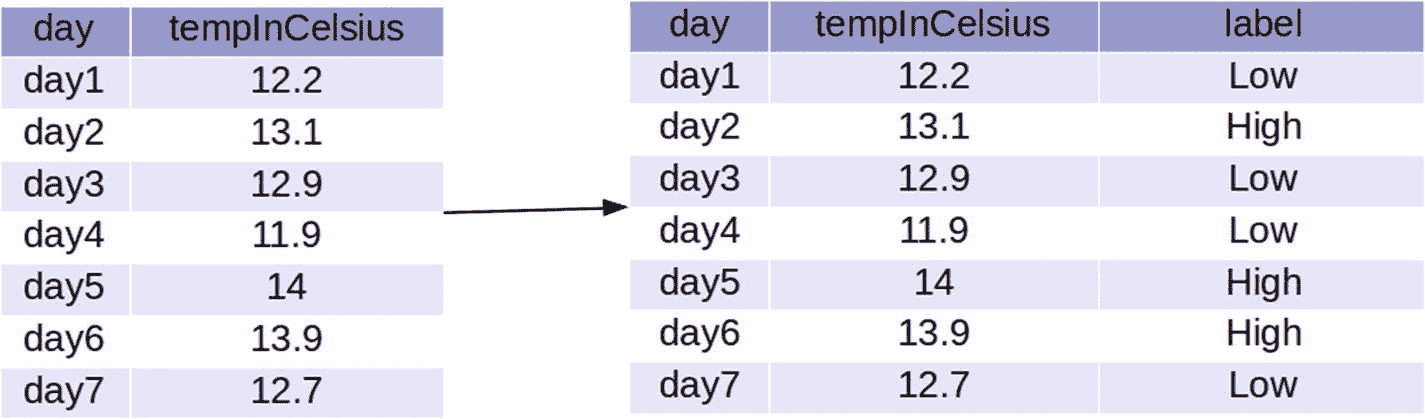 day tempInCelsius
day1 12.2
day2 13.1
day3 12.9
day4 11.9
day5 14
day6 13.9
day7 12.7
day tempInCelsius label
day1 12.2 Low
day2 13.1 High
day3 12.9 Low
day4 11.9 Low
day5 14 High
day6 13.9 High
day7 12.7 Low